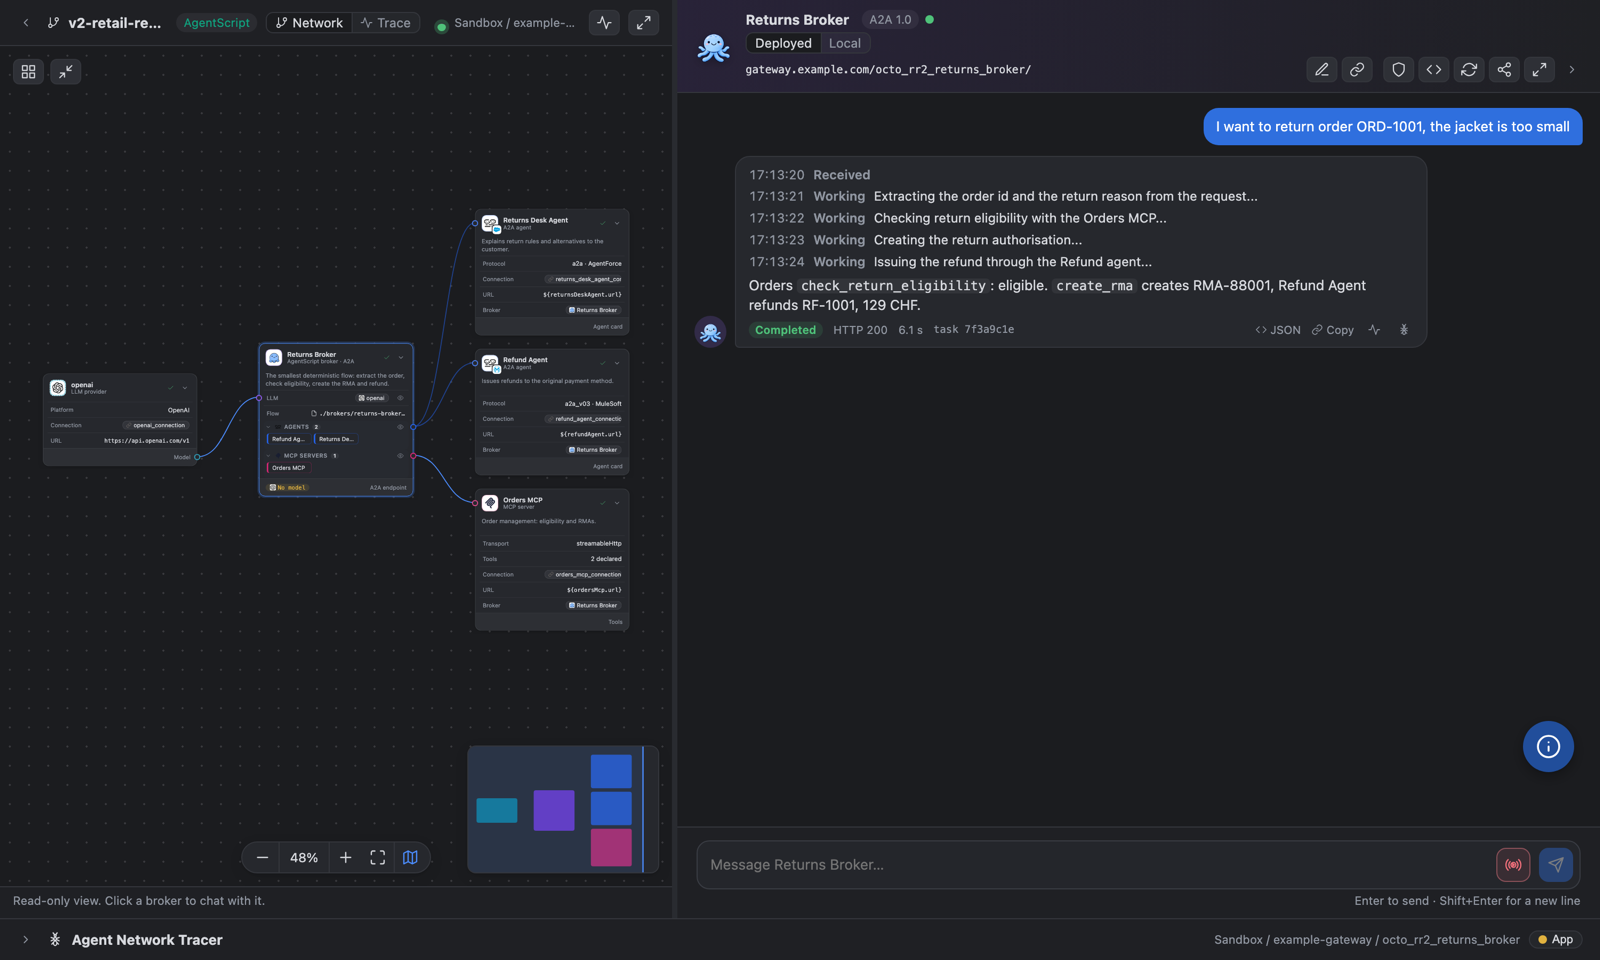 v2-retail-re...
AgentScript
Network
Trace
Sandbox / example-...
Returns Broker
A2A 1.0
Deployed
Local
gateway.example.com/octo_rr2_returns_broker/
I want to return order ORD-1001, the jacket is too small
17:13:20 Received
17:13:21 Working Extracting the order id and the return reason from the request...
17:13:22 Working Checking return eligibility with the Orders MCP...
17:13:23 Working Creating the return authorisation...
17:13:24 Working Issuing the refund through the Refund agent...
Orders check_return_eligibility : eligible. create_rma creates RMA-88001, Refund Agent
refunds RF-1001, 129 CHF.
Completed HTTP 200 6.1 s task 7f3a9c1e
JSON
Copy
openai
LLM provider
Platform OpenAI
Connection openai_connection
URL https://api.openai.com/v1
Model
Returns Broker
AgentScript broker · A2A
The smallest deterministic flow: extract the order,
check eligibility, create the RMA and refund.
LLM openai
Flow ./brokers/returns-broker...
AGENTS 2
Refund Ag... Returns De...
MCP SERVERS 1
Orders MCP
No model A2A endpoint
Returns Desk Agent
A2A agent
Explains return rules and alternatives to the
customer.
Protocol a2a · AgentForce
Connection returns_desk_agent_co
URL ${returnsDeskAgent.url}
Broker Returns Broker
Agent card
Refund Agent
A2A agent
Issues refunds to the original payment method.
Protocol a2a_v03 · MuleSoft
Connection refund_agent_connectic
URL ${refundAgent.url}
Broker Returns Broker
Agent card
Orders MCP
MCP server
Order management: eligibility and RMAs.
Transport streamableHttp
Tools 2 declared
Connection orders_mcp_connection
URL ${ordersMcp.url}
Broker Returns Broker
Tools
48%
Read-only view. Click a broker to chat with it.
Message Returns Broker...
Enter to send · Shift+Enter for a new line
Agent Network Tracer
Sandbox / example-gateway / octo_rr2_returns_broker
App